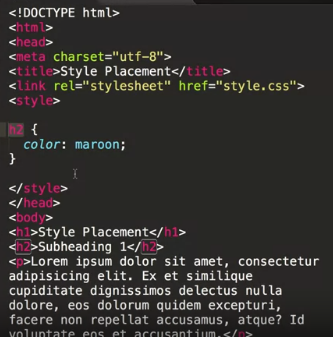 <!DOCTYPE html>
<html>
<head>
<meta charset="utf-8">
<title>Style Placement</title>
<link rel="stylesheet" href="style.css">
<style>
h2 {
color: maroon;
}
</style>
</head>
<body>
<h1>Style Placement</h1>
<h2>Subheading 1</h2>
<p>Lorem ipsum dolor sit amet, consectetur
adipisicing elit. Ex et similique
cupiditate dignissimos delectus nulla
dolore, eos dolorum quidem excepturi,
facere non repellat accusamus, atque? Id
voluptate eos et accusantium.</p>